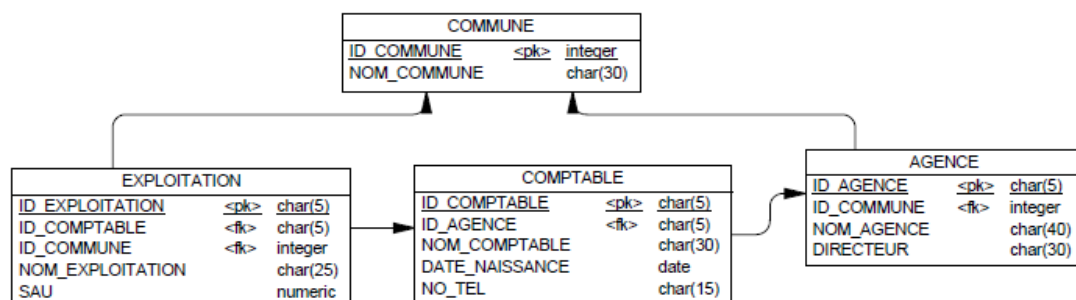 COMMUNE
ID_COMMUNE <pk> integer
NOM_COMMUNE char(30)
EXPLOITATION
ID_EXPLOITATION <pk> char(5)
ID_COMPTABLE <fk> char(5)
ID_COMMUNE <fk> integer
NOM_EXPLOITATION char(25)
SAU numeric
COMPTABLE
ID_COMPTABLE <pk> char(5)
ID_AGENCE <fk> char(5)
NOM_COMPTABLE char(30)
DATE_NAISSANCE date
NO_TEL char(15)
AGENCE
ID_AGENCE <pk> char(5)
ID_COMMUNE <fk> integer
NOM_AGENCE char(40)
DIRECTEUR char(30)